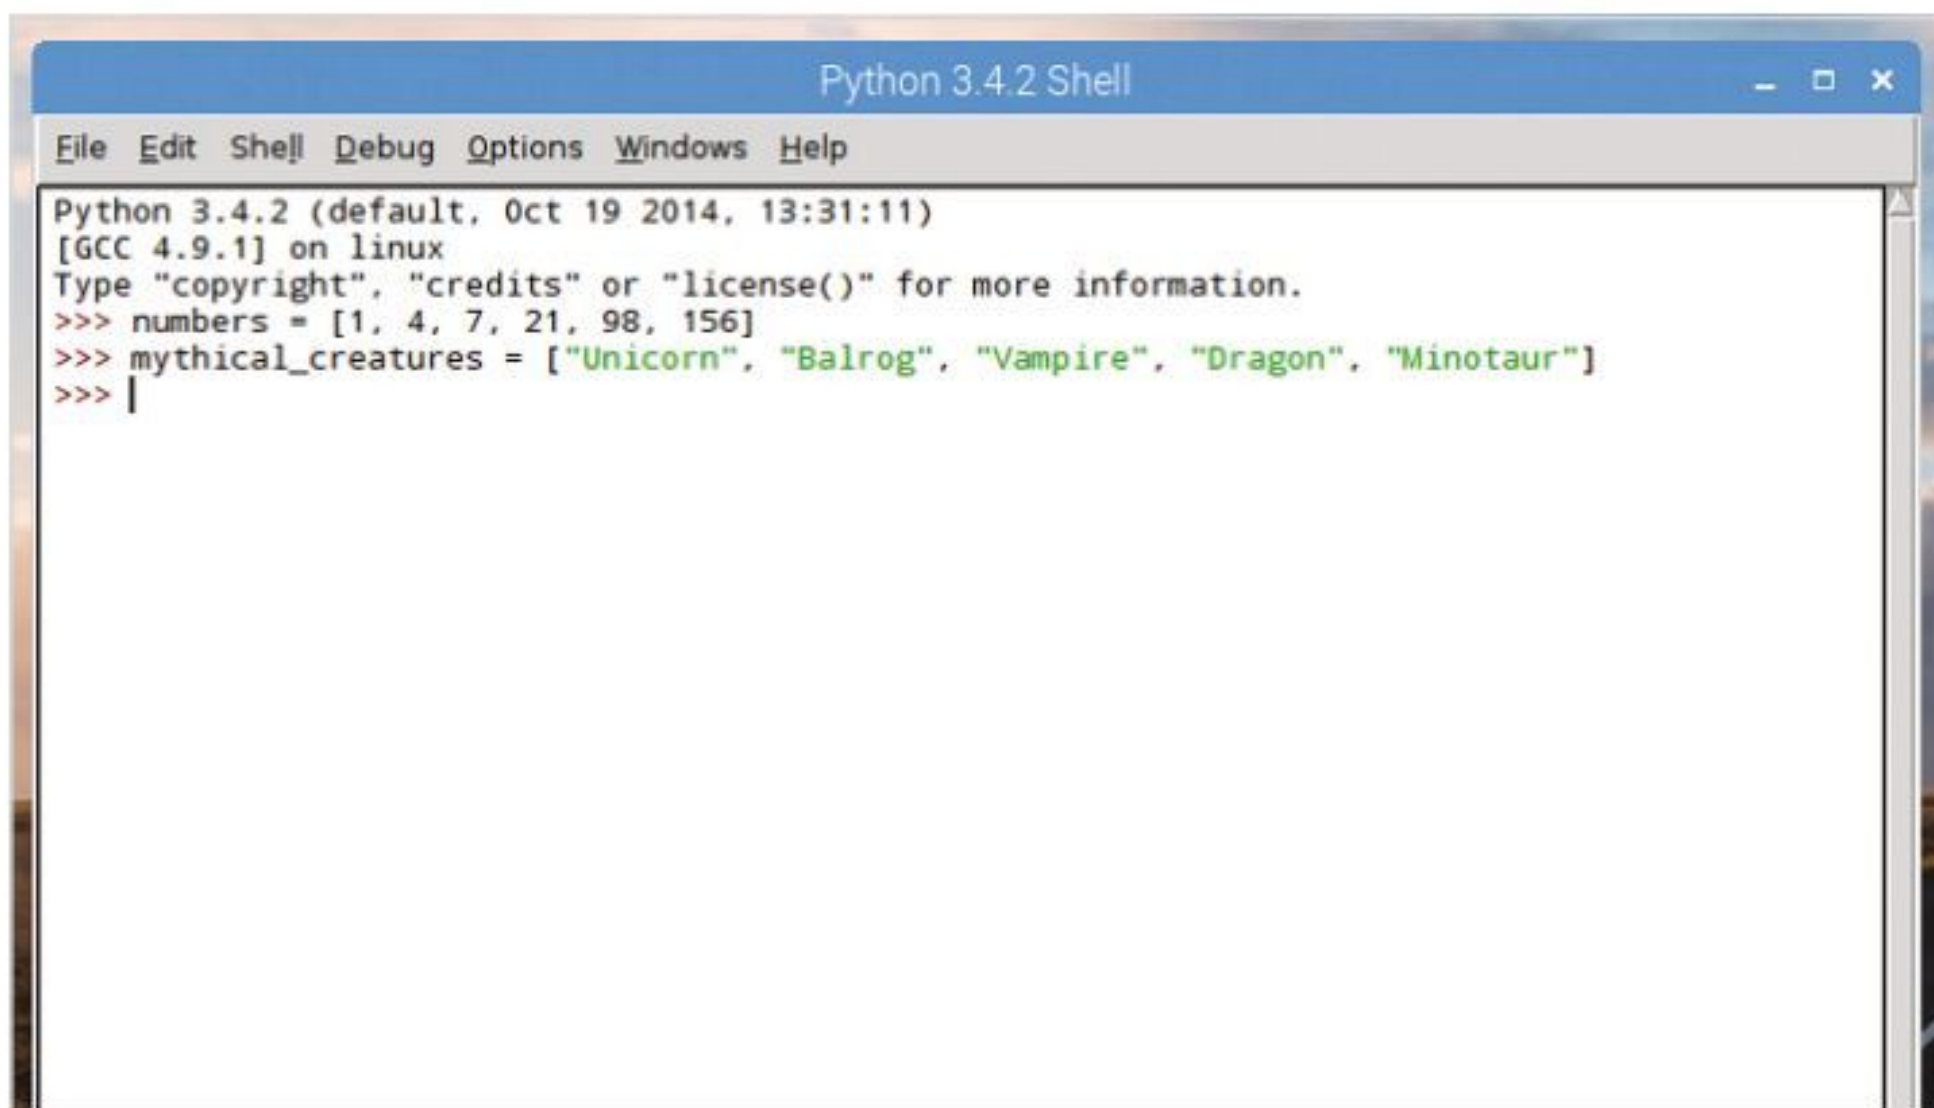 Python 3.4.2 Shell
File Edit Shell Debug Options Windows Help
Python 3.4.2 (default, Oct 19 2014, 13:31:11)
[GCC 4.9.1] on linux
Type "copyright", "credits" or "license()" for more information.
>>> numbers = [1, 4, 7, 21, 98, 156]
>>> mythical_creatures = ["Unicorn", "Balrog", "Vampire", "Dragon", "Minotaur"]
>>>